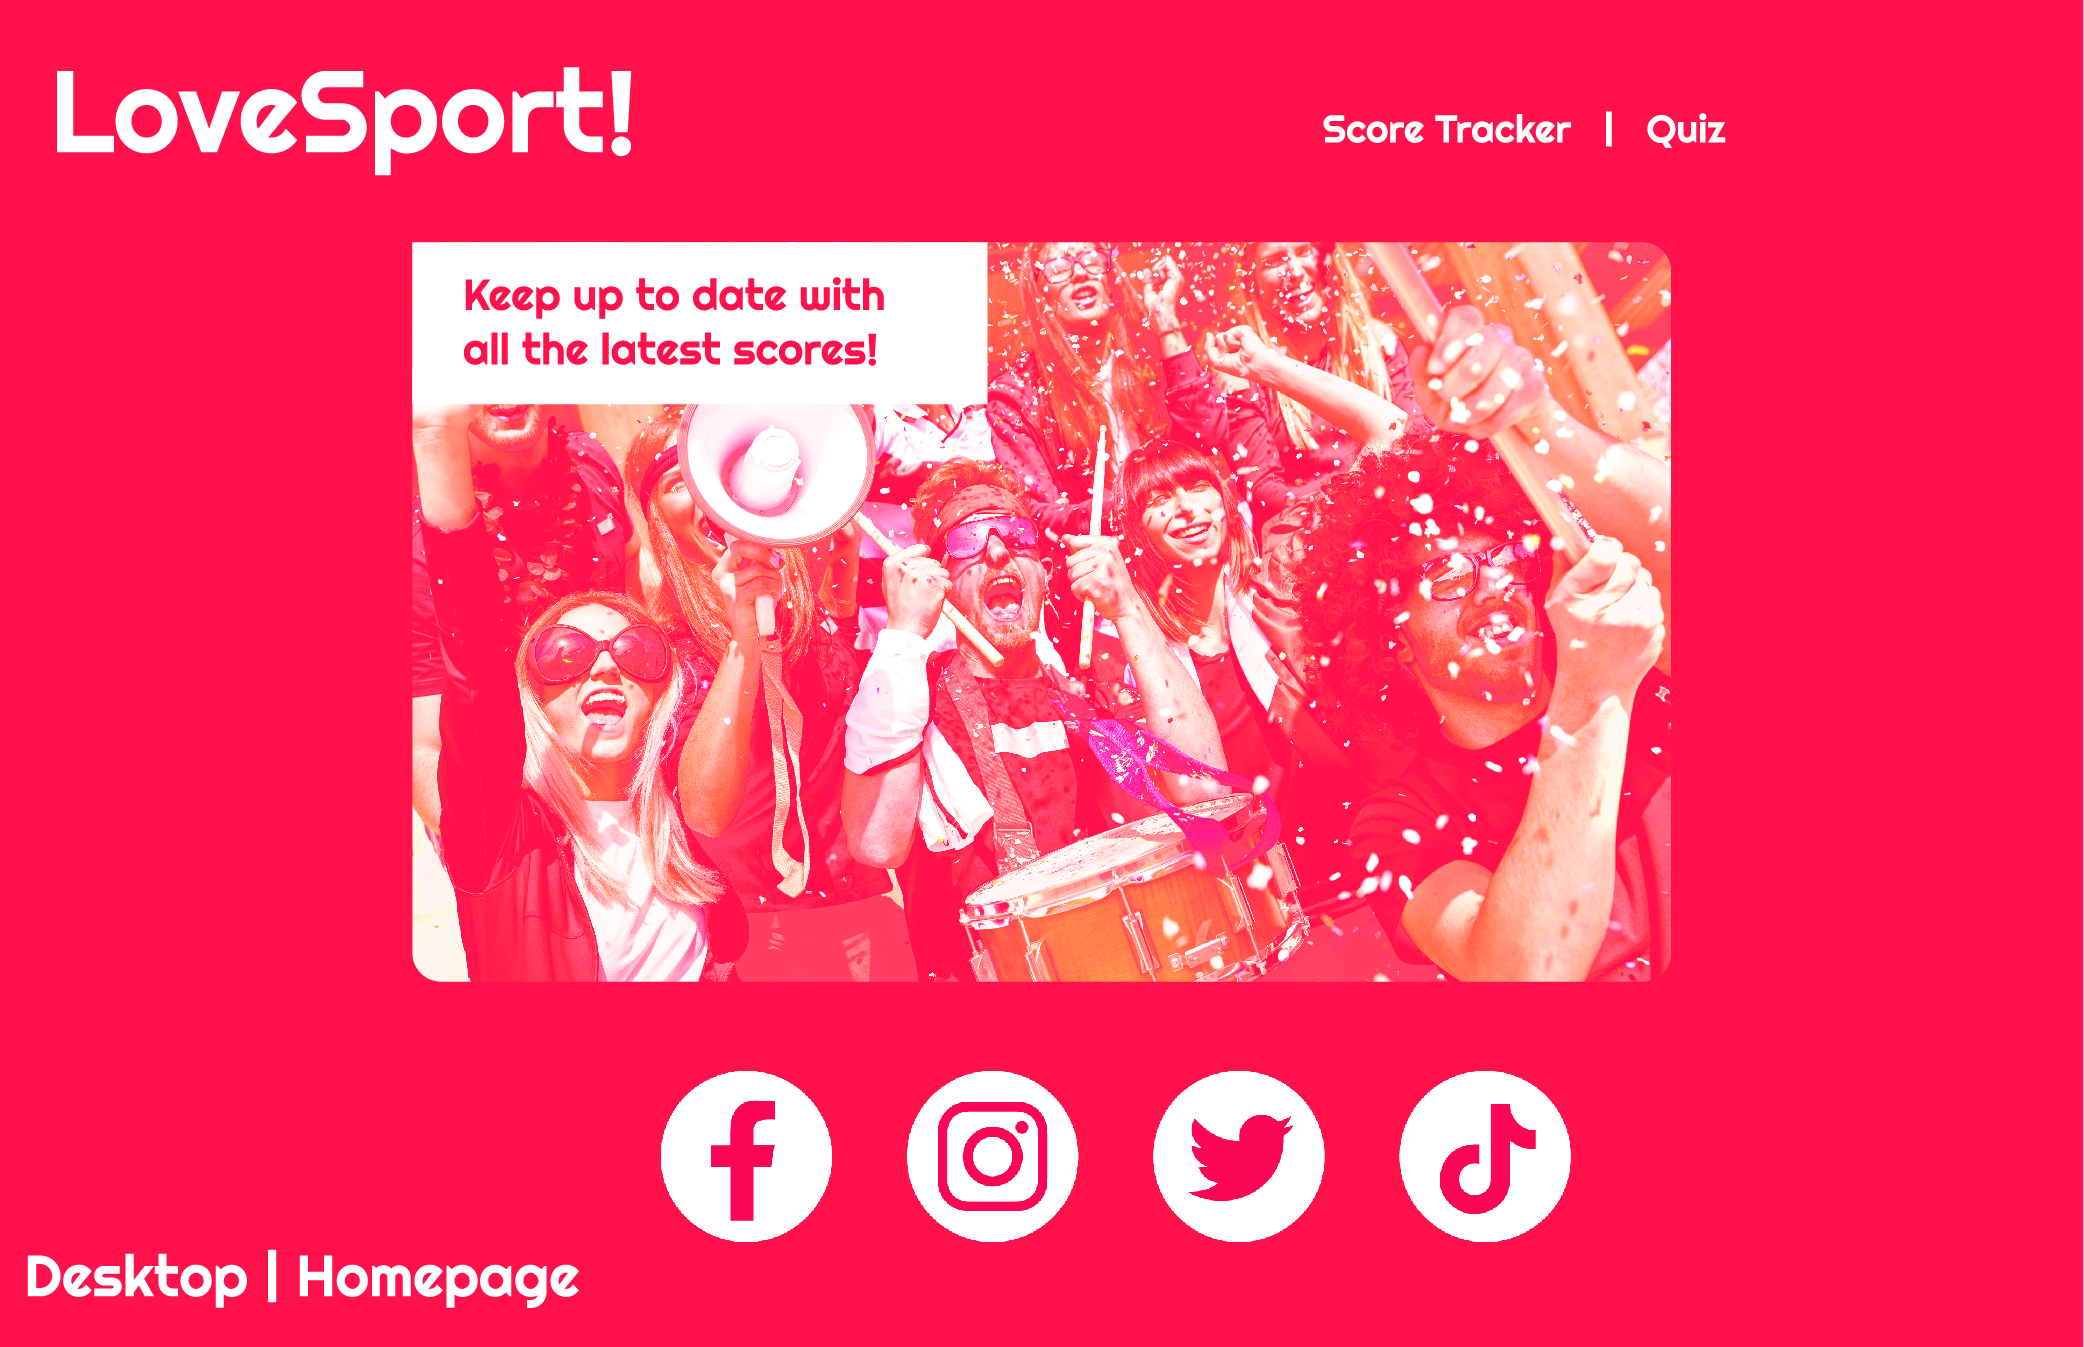 LoveSport!
Score Tracker | Quiz
Keep up to date with
all the latest scores!
Desktop | Homepage